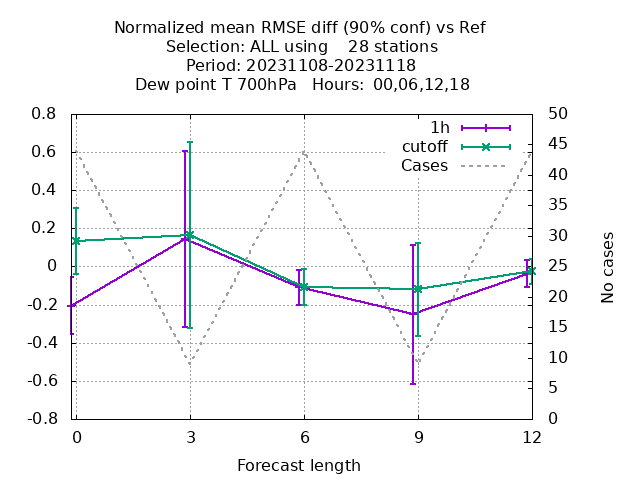 Normalized mean RMSE diff (90% conf) vs Ref
Selection: ALL using    28 stations
Period: 20231108-20231118
Dew point T 700hPa   Hours: 00,06,12,18
0.8
0.6
0.4
0.2
0
-0.2
-0.4
-0.6
-0.8
50
45
40
35
30
25
20
15
10
5
0
1h
cutoff
Cases
No cases
0
3
6
9
12
Forecast length